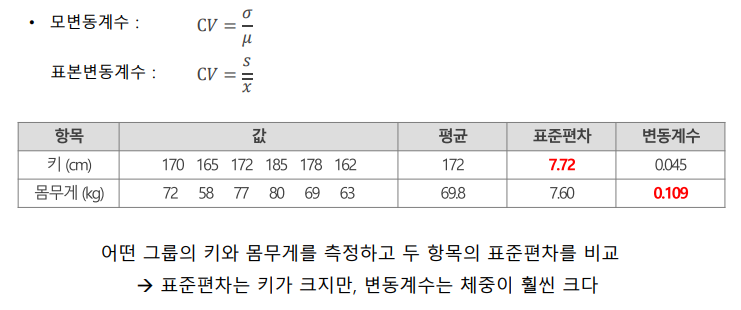 • 모변동계수 : CV = σ/μ
표본변동계수 : CV = s/x̄
항목 값 평균 표준편차 변동계수
키 (cm) 170 165 172 185 178 162 172 7.72 0.045
몸무게 (kg) 72 58 77 80 69 63 69.8 7.60 0.109
어떤 그룹의 키와 몸무게를 측정하고 두 항목의 표준편차를 비교
→ 표준편차는 키가 크지만, 변동계수는 체중이 훨씬 크다